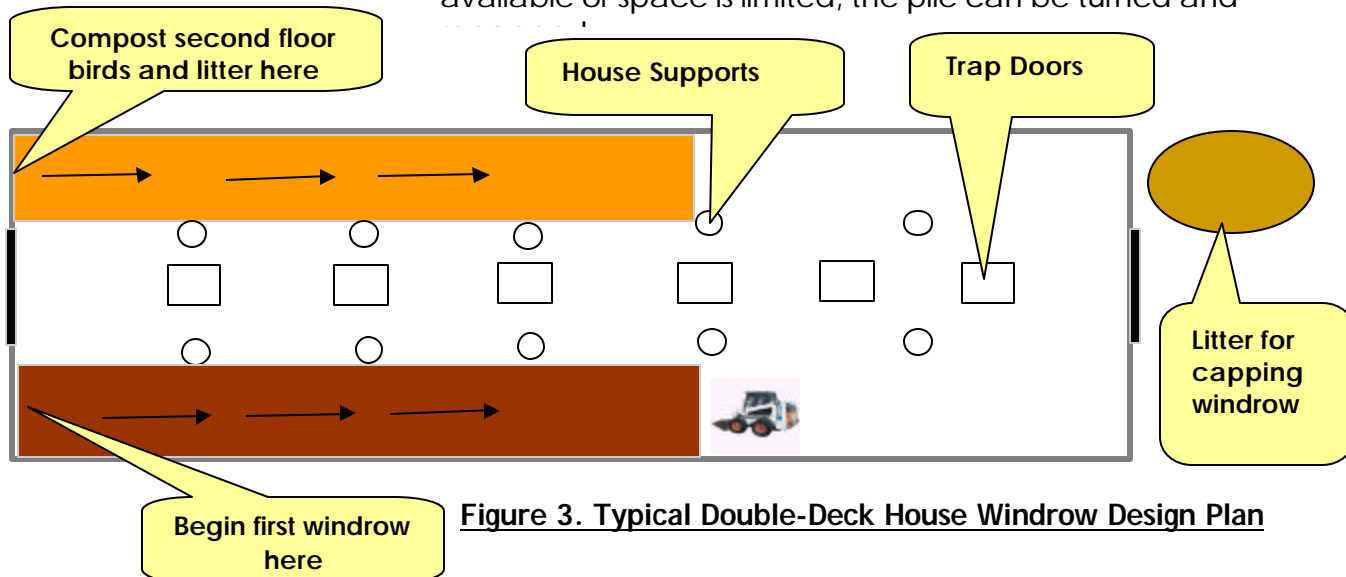 available or space is limited, the pile can be turned and
Compost second floor
birds and litter here
House Supports
Trap Doors
Litter for
capping
windrow
Begin first windrow
here
Figure 3. Typical Double-Deck House Windrow Design Plan